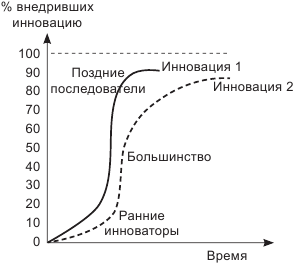 % внедривших
инновацию
100
90
80
70
60
50
40
30
20
10
0
Поздние
последователи
Инновация 1
Инновация 2
Большинство
Ранние
инноваторы
Время